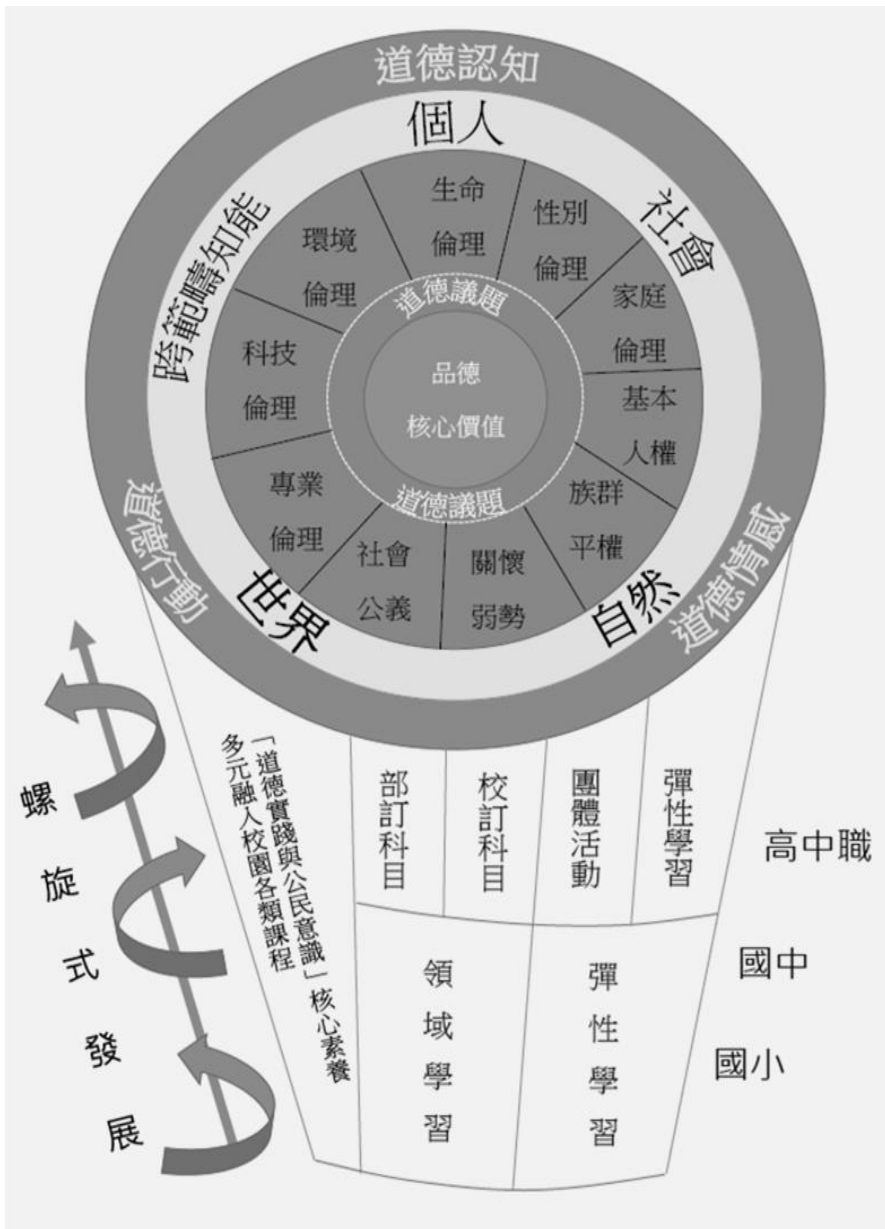 道德認知
個人
社會
自然
世界
跨範疇知能
道德情感
道德行動
生命
倫理
性別
倫理
家庭
倫理
基本
人權
族群
平權
關懷
弱勢
社會
公義
專業
倫理
科技
倫理
環境
倫理
道德議題
品德
核心價值
道德議題
螺旋式發展
「道德實踐與公民意識」核心素養
多元融入校園各類課程
部訂科目
校訂科目
團體活動
彈性學習
高中職
領域學習
彈性學習
國中
國小